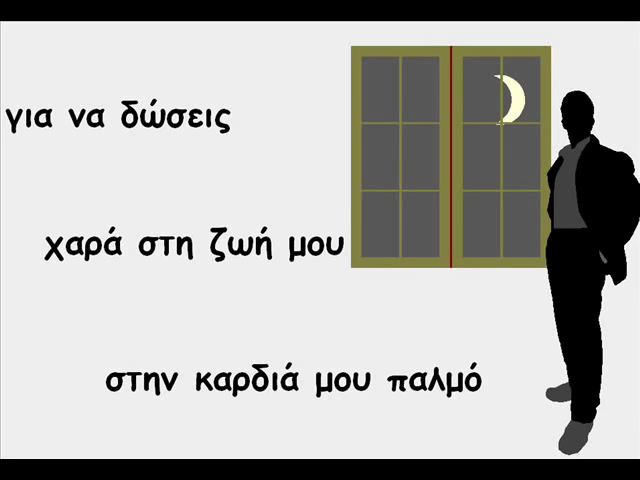 για να δώσεις
χαρά στη ζωή μου
στην καρδιά μου παλμό